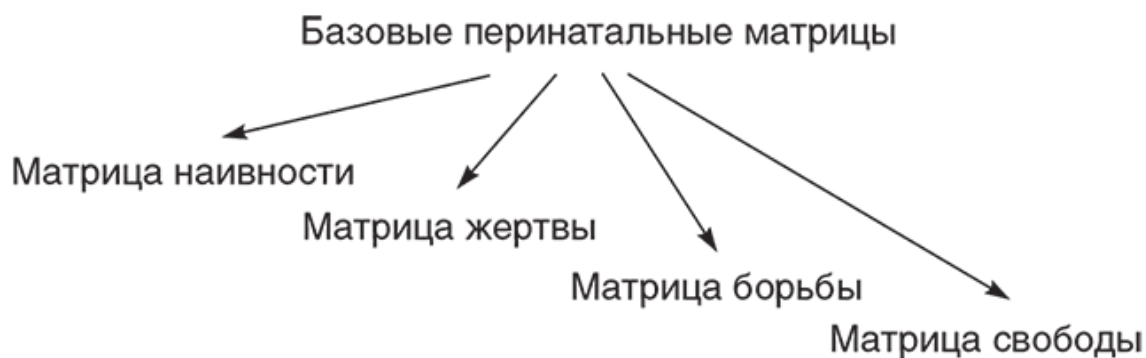 Базовые перинатальные матрицы
Матрица наивности
Матрица жертвы
Матрица борьбы
Матрица свободы